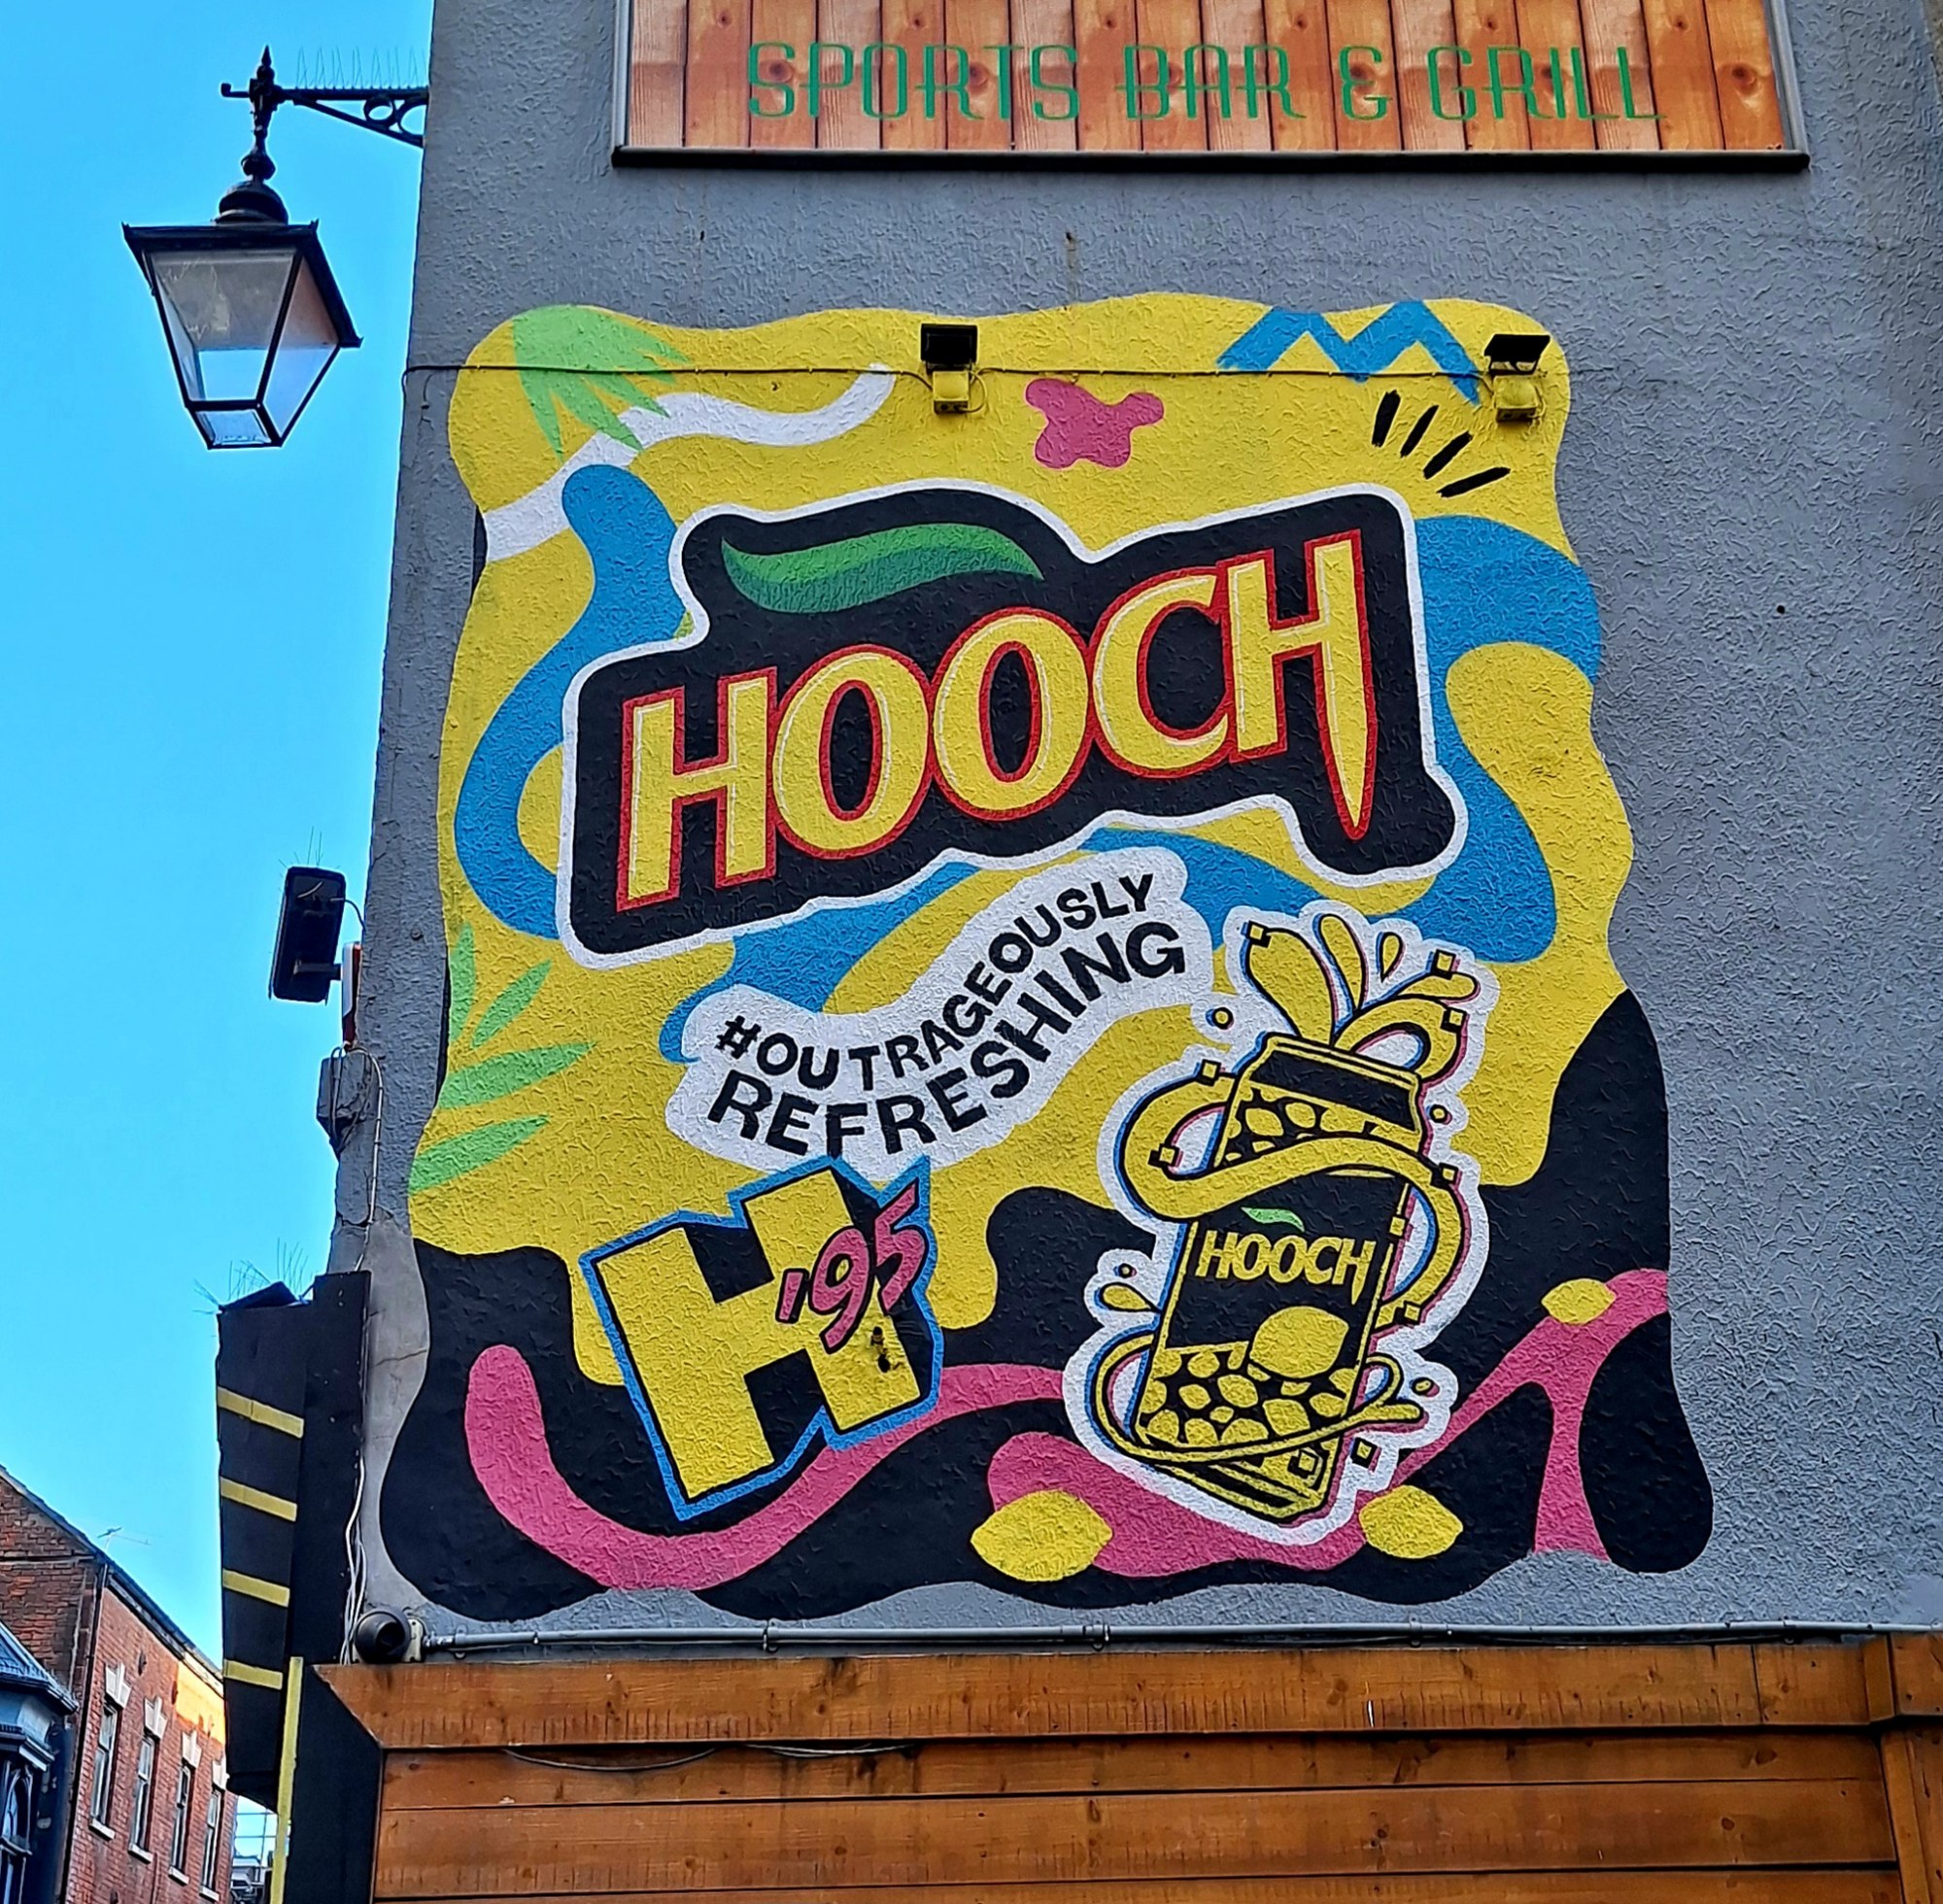 SPORTS BAR & GRILL
HOOCH
#OUTRAGEOUSLY
REFRESHING
H '95
HOOCH